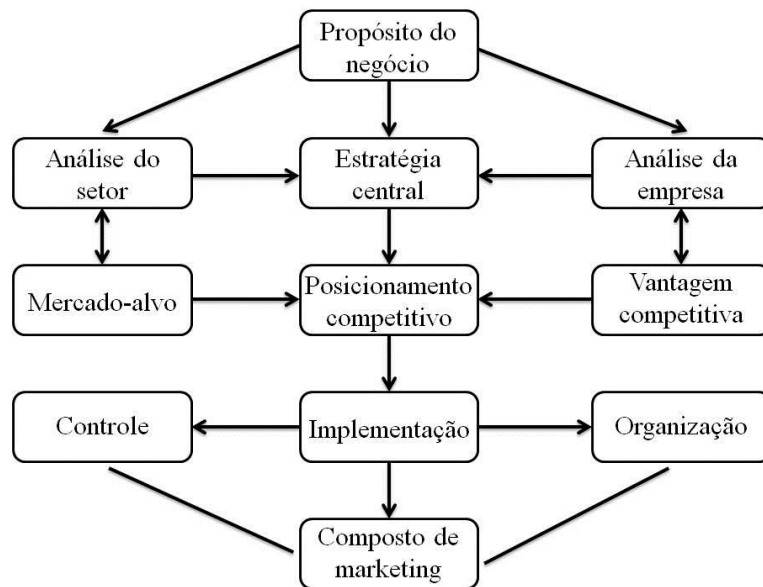 Propósito do
negócio
Análise do
setor
Estratégia
central
Análise da
empresa
Mercado-alvo
Posicionamento
competitivo
Vantagem
competitiva
Controle
Implementação
Organização
Composto de
marketing